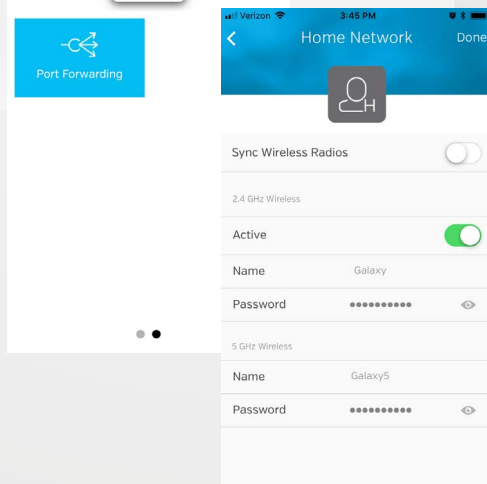 Port Forwarding
Verizon
3:45 PM
Home Network
Done
H
Sync Wireless Radios
2.4 GHz Wireless
Active
Name Galaxy
Password ●●●●●●●●●●
5 GHz Wireless
Name Galaxy5
Password ●●●●●●●●●●